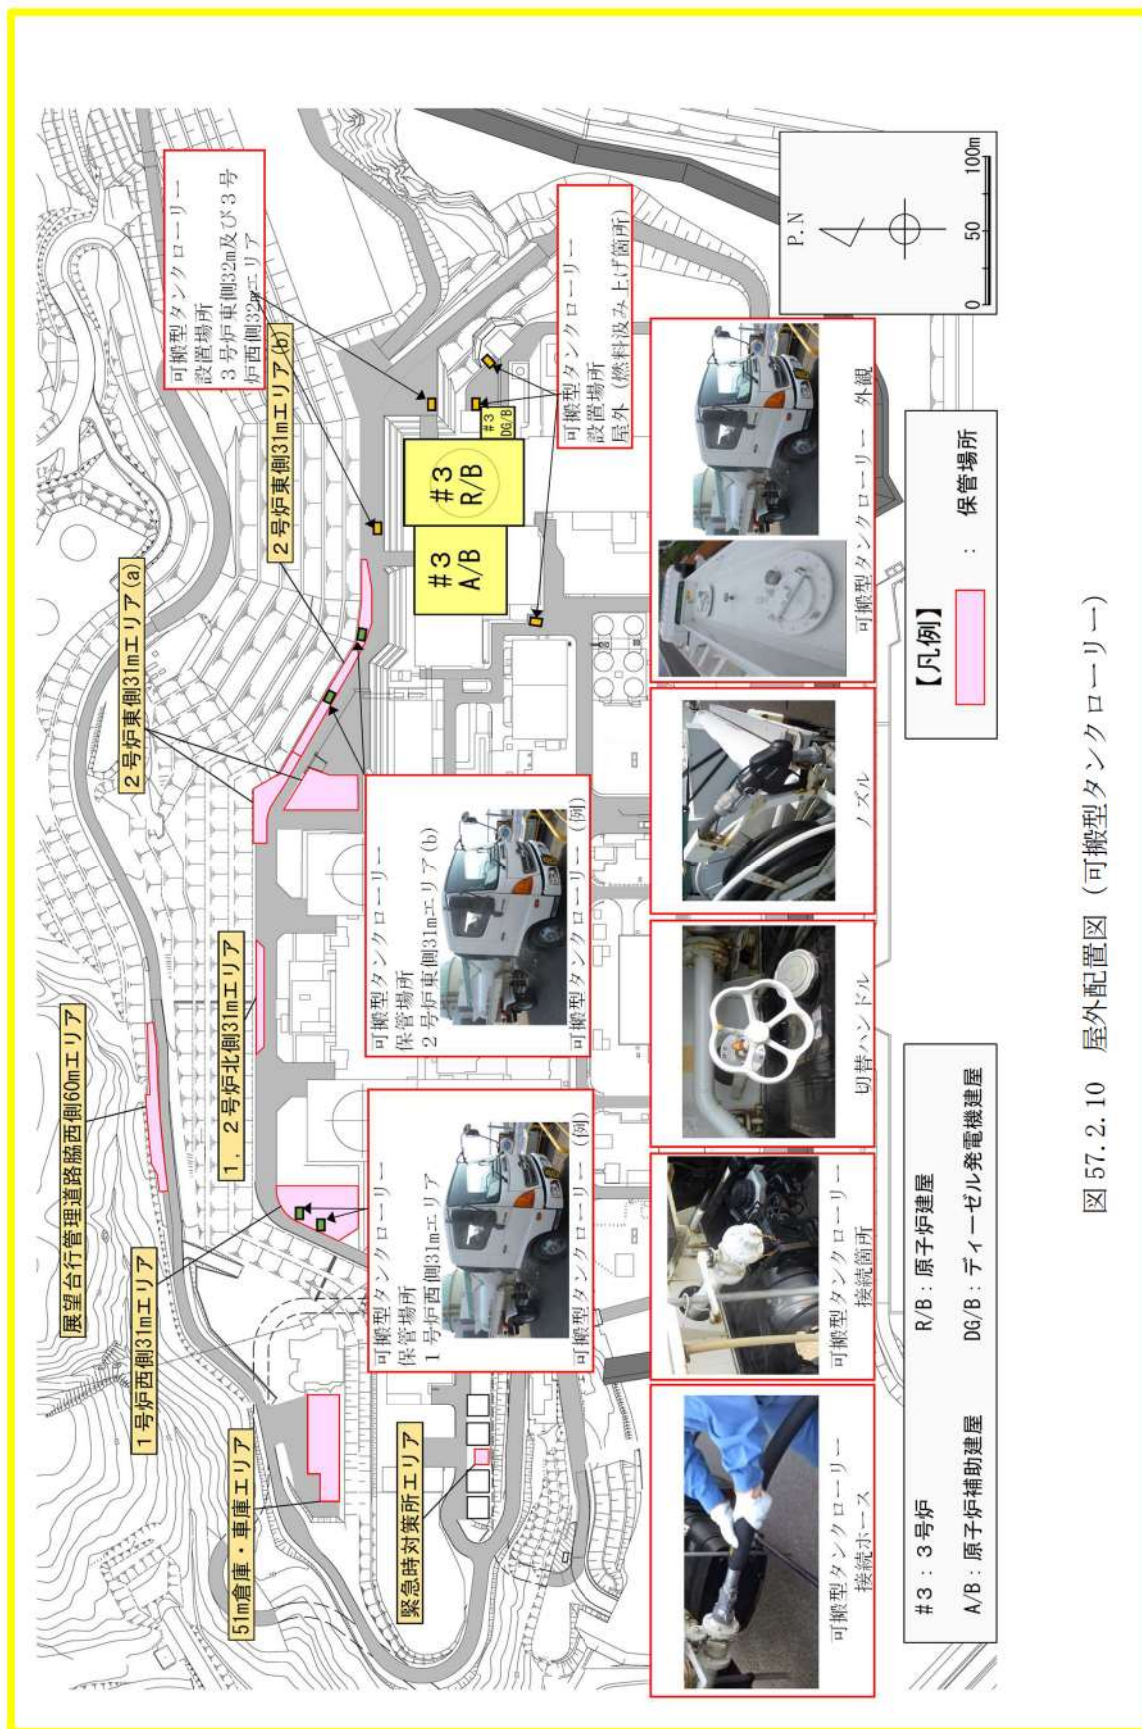 展望台行管理道路脇西側60mエリア
2号炉東側31mエリア(a)
可搬型タンクローリー
設置場所
3号炉東側32m及び3号
炉西側32mエリア
1号炉西側31mエリア
1，2号炉北側31mエリア
2号炉東側31mエリア(b)
51m倉庫・車庫エリア
緊急時対策所エリア
可搬型タンクローリー
保管場所
1号炉西側31mエリア
可搬型タンクローリー（例）
可搬型タンクローリー
保管場所
2号炉東側31mエリア(b)
可搬型タンクローリー（例）
#3
A/B
#3
R/B
#3
DG/B
可搬型タンクローリー
設置場所
屋外（燃料汲み上げ箇所）
可搬型タンクローリー
接続ホース
可搬型タンクローリー
接続箇所
切替ハンドル
ノズル
可搬型タンクローリー 外観
P.N
0 50 100m
#3：3号炉 R/B：原子炉建屋
A/B：原子炉補助建屋 DG/B：ディーゼル発電機建屋
【凡例】
： 保管場所
図 57.2.10 屋外配置図（可搬型タンクローリー）